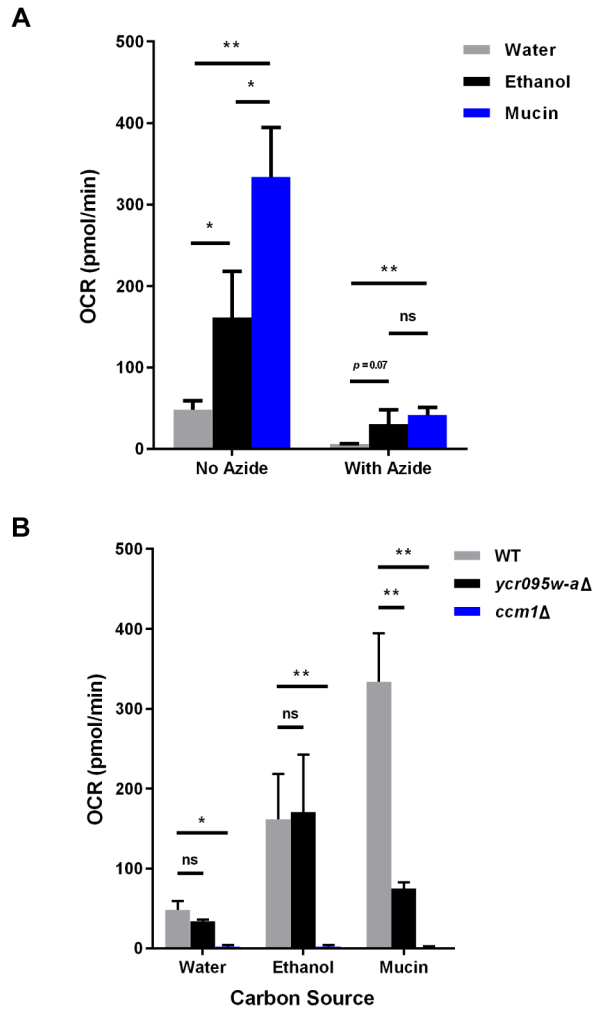 A
500
400
300
200
100
0
OCR (pmol/min)
**
*
*
**
ns
p = 0.07
No Azide
With Azide
Water
Ethanol
Mucin
B
500
400
300
200
100
0
OCR (pmol/min)
*
ns
**
ns
**
**
Water
Ethanol
Mucin
Carbon Source
WT
ycr095w-aΔ
ccm1Δ